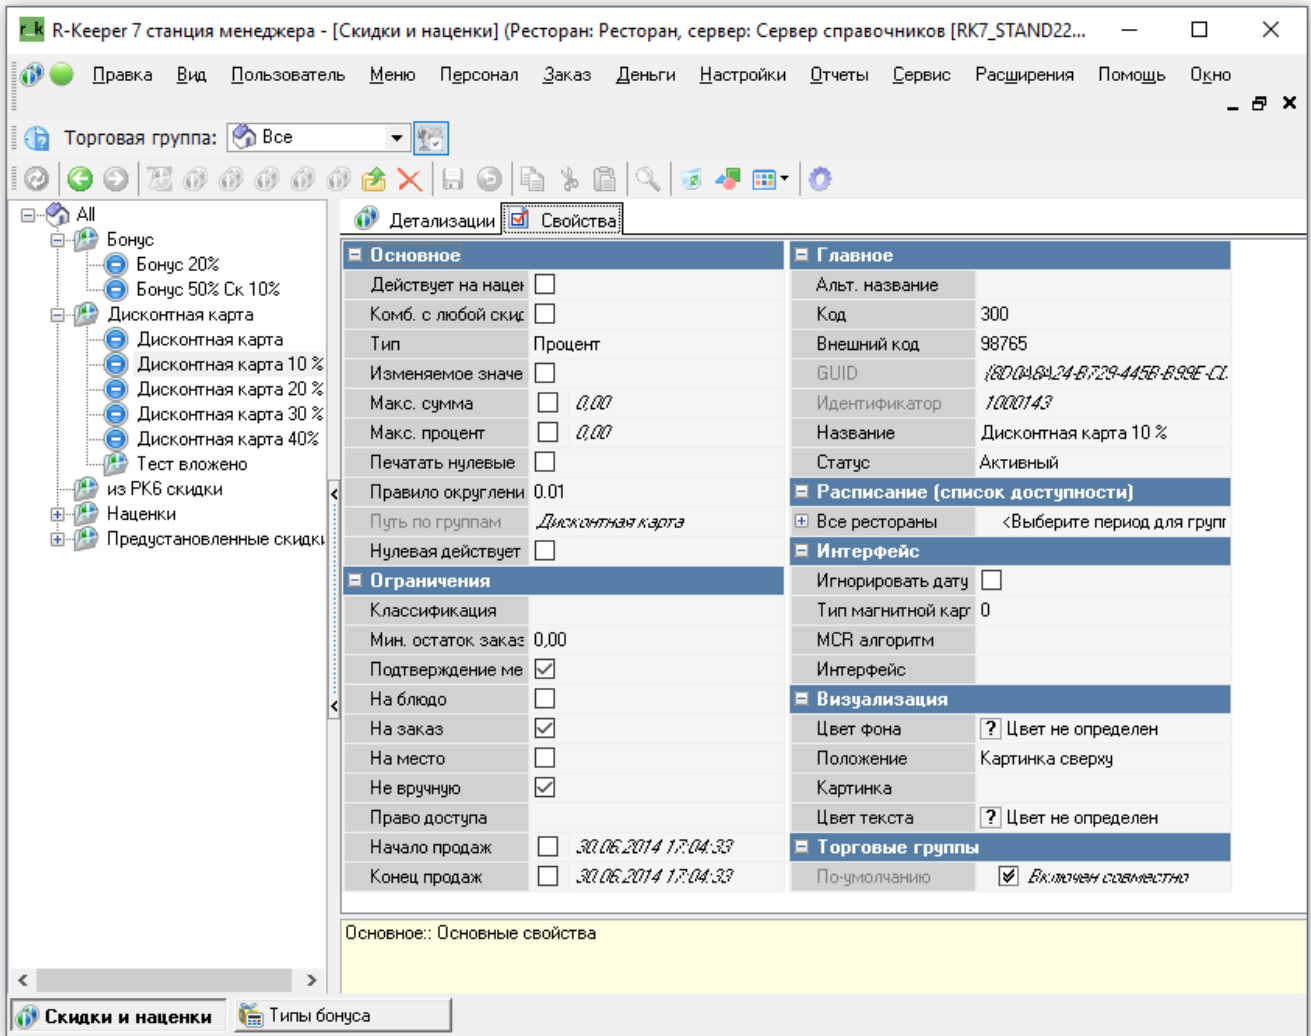 R-Keeper 7 станция менеджера - [Скидки и наценки] (Ресторан: Ресторан, сервер: Сервер справочников [RK7_STAND22...
Правка Вид Пользователь Меню Персонал Заказ Деньги Настройки Отчеты Сервис Расширения Помощь Окно
Торговая группа: Все
All
Бонус
Бонус 20%
Бонус 50% Ск 10%
Дисконтная карта
Дисконтная карта
Дисконтная карта 10 %
Дисконтная карта 20 %
Дисконтная карта 30 %
Дисконтная карта 40%
Тест вложено
из РК6 скидки
Наценки
Предустановленные скидки
Детализации Свойства
Основное
Действует на нацен
Комб. с любой скид
Тип Процент
Изменяемое значе
Макс. сумма 0,00
Макс. процент 0,00
Печатать нулевые
Правило округлени 0.01
Путь по группам Дисконтная карта
Нулевая действует
Ограничения
Классификация
Мин. остаток заказ 0,00
Подтверждение ме
На блюдо
На заказ
На место
Не вручную
Право доступа
Начало продаж 30.06.2014 17:04:33
Конец продаж 30.06.2014 17:04:33
Главное
Альт. название
Код 300
Внешний код 98765
GUID {8D0A8A24-B729-445B-B99E-CL
Идентификатор 1000143
Название Дисконтная карта 10 %
Статус Активный
Расписание (список доступности)
Все рестораны <Выберите период для групп
Интерфейс
Игнорировать дату
Тип магнитной карт 0
MCR алгоритм
Интерфейс
Визуализация
Цвет фона ? Цвет не определен
Положение Картинка сверху
Картинка
Цвет текста ? Цвет не определен
Торговые группы
По-умолчанию Включен совместно
Основное:: Основные свойства
Скидки и наценки Типы бонуса